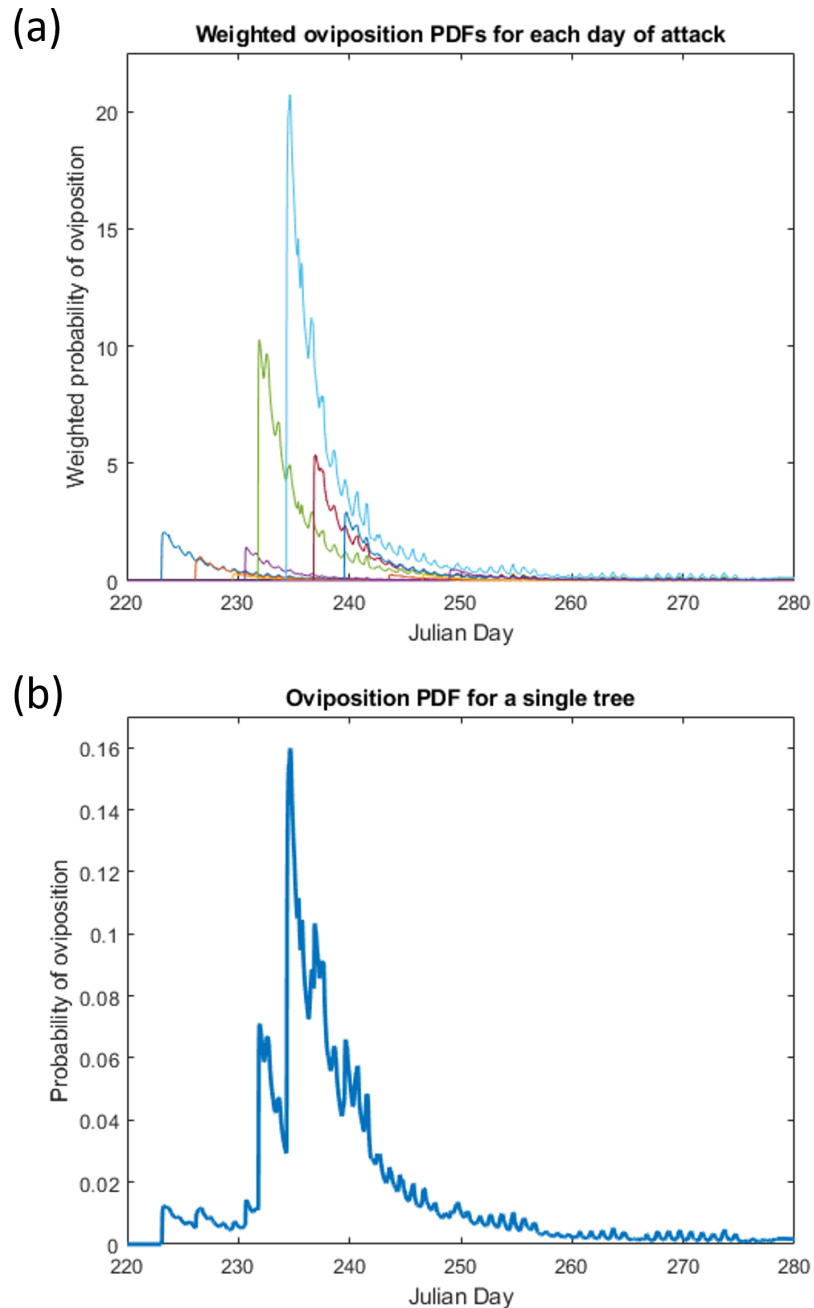 (a)
Weighted oviposition PDFs for each day of attack
Weighted probability of oviposition
20
15
10
5
0
220 230 240 250 260 270 280
Julian Day
(b)
Oviposition PDF for a single tree
Probability of oviposition
0.16
0.14
0.12
0.1
0.08
0.06
0.04
0.02
0
220 230 240 250 260 270 280
Julian Day